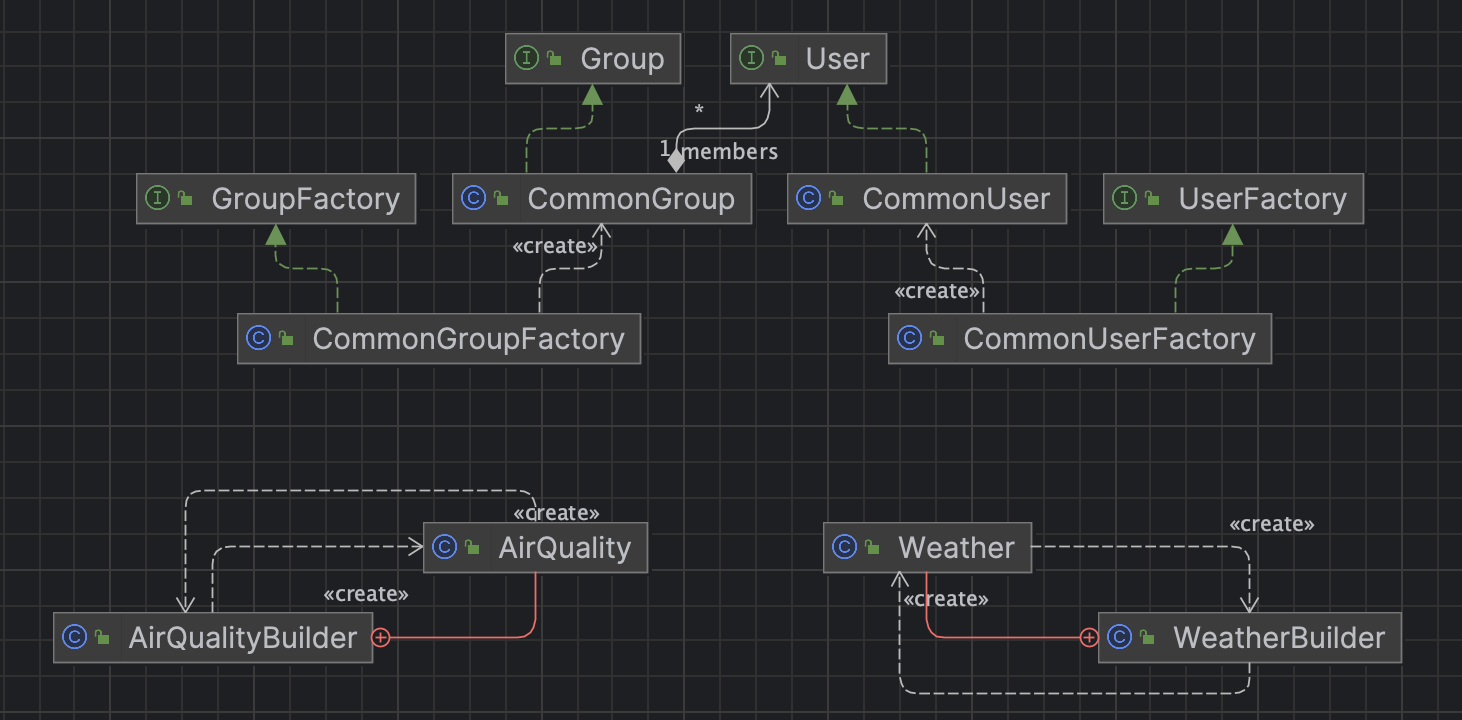 I Group
I User
*
1 members
I GroupFactory
C CommonGroup
C CommonUser
I UserFactory
«create»
«create»
C CommonGroupFactory
C CommonUserFactory
«create»
«create»
C AirQuality
C Weather
«create»
«create»
C AirQualityBuilder
C WeatherBuilder